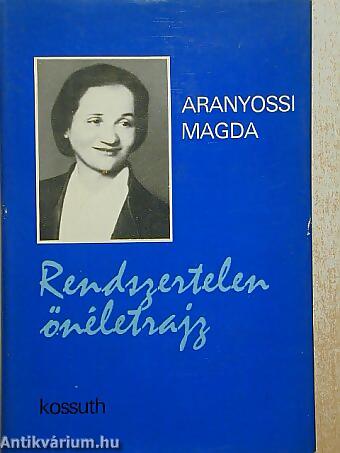 ARANYOSSI
MAGDA
Rendszertelen
önéletrajz
kossuth
Antikvárium.hu